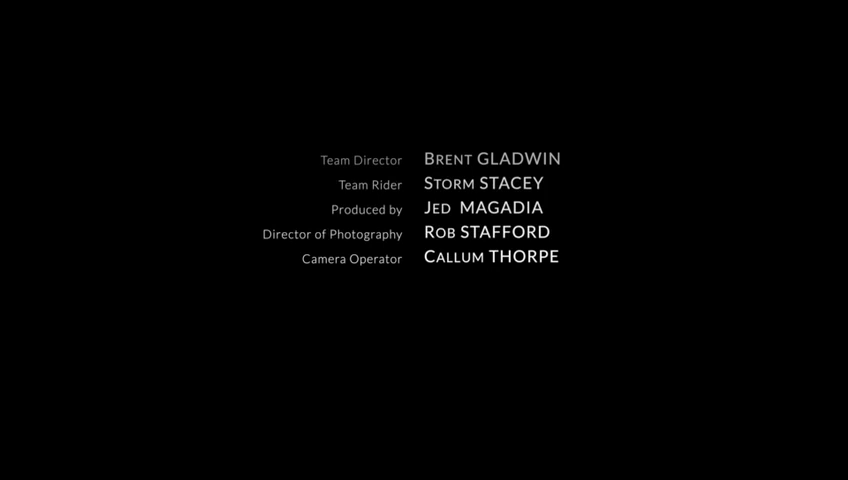 Team Director Brent GLADWIN
Team Rider Storm STACEY
Produced by Jed MAGADIA
Director of Photography Rob STAFFORD
Camera Operator Callum THORPE